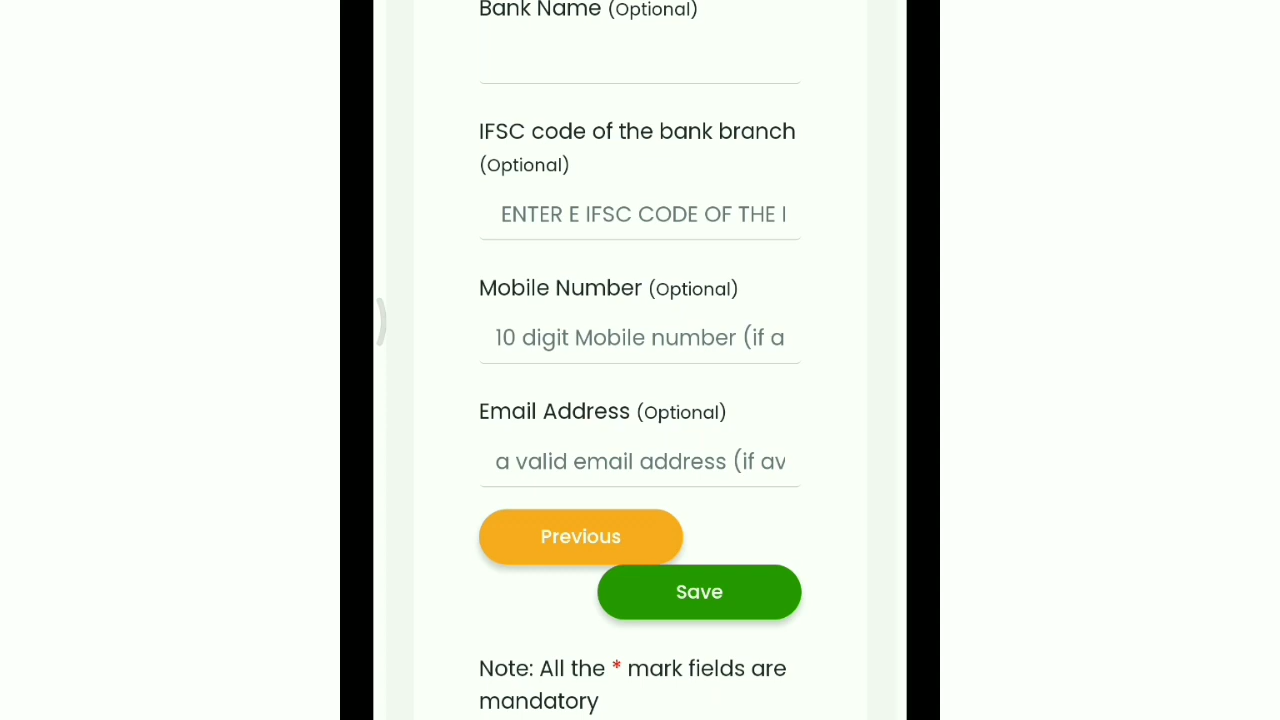 Bank Name (Optional)
IFSC code of the bank branch
(Optional)
ENTER E IFSC CODE OF THE
Mobile Number (Optional)
10 digit Mobile number (if a
Email Address (Optional)
a valid email address (if av
Previous
Save
Note: All the * mark fields are
mandatory